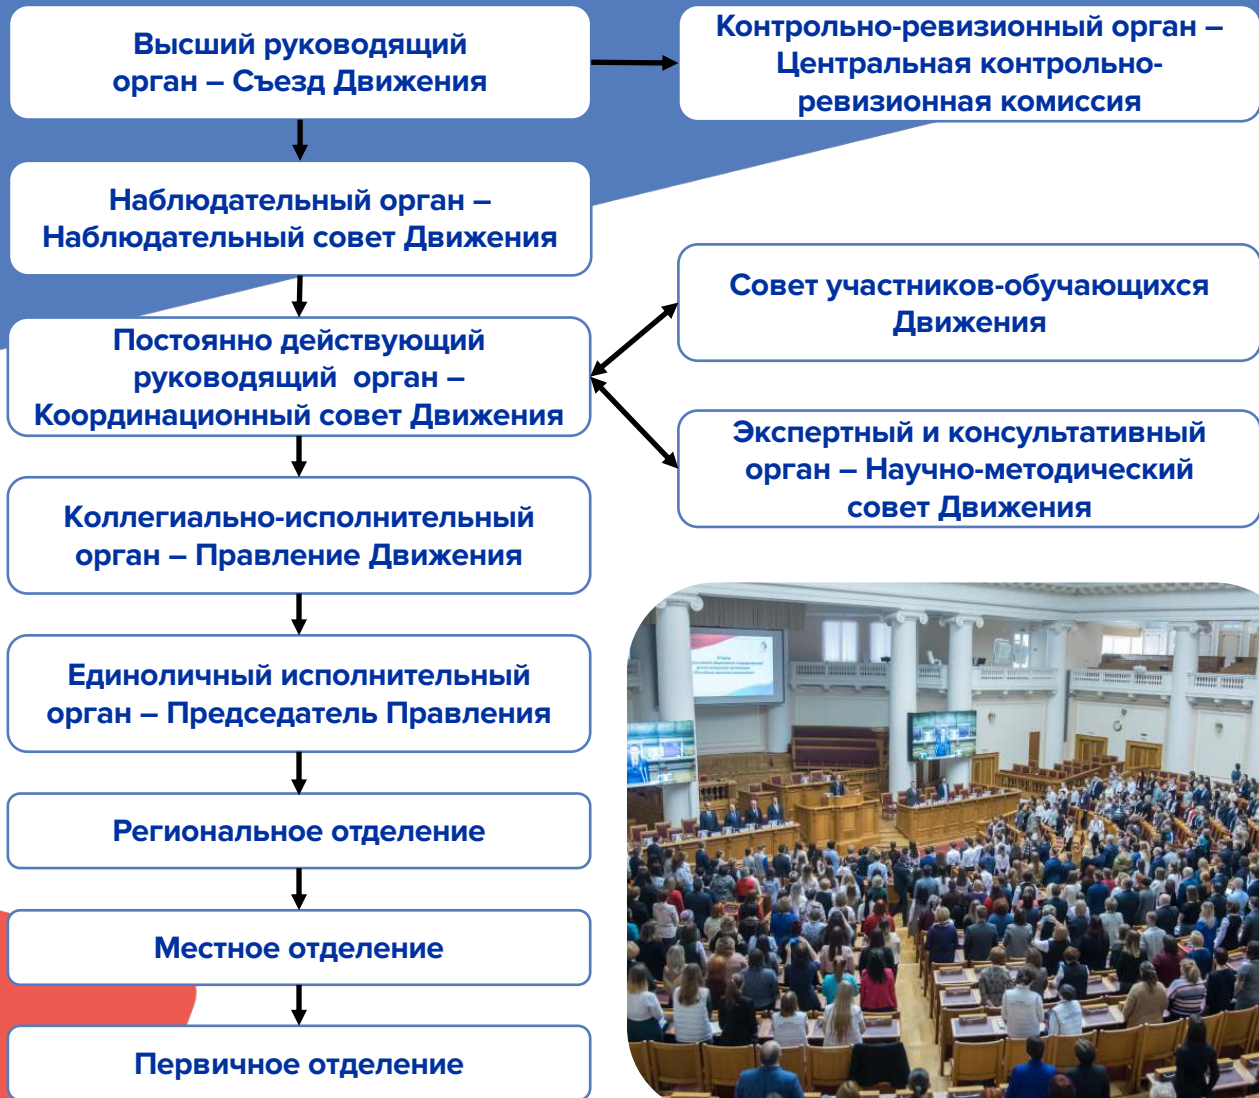 Высший руководящий
орган – Съезд Движения
Контрольно-ревизионный орган –
Центральная контрольно-
ревизионная комиссия
Наблюдательный орган –
Наблюдательный совет Движения
Постоянно действующий
руководящий орган –
Координационный совет Движения
Совет участников-обучающихся
Движения
Экспертный и консультативный
орган – Научно-методический
совет Движения
Коллегиально-исполнительный
орган – Правление Движения
Единоличный исполнительный
орган – Председатель Правления
Региональное отделение
Местное отделение
Первичное отделение